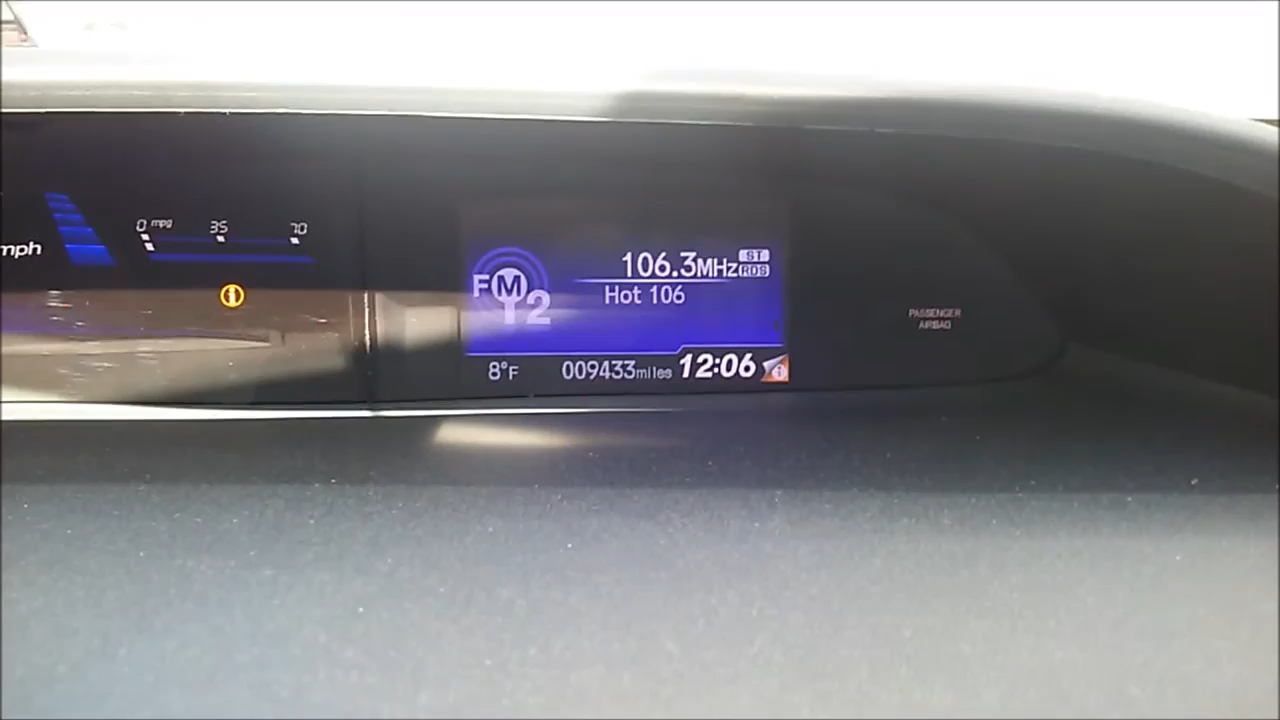 mph
0 mpg 35 70
FM 2
106.3MHz ST RDS
Hot 106
8°F 009433miles 12:06
PASSENGER
AIRBAG